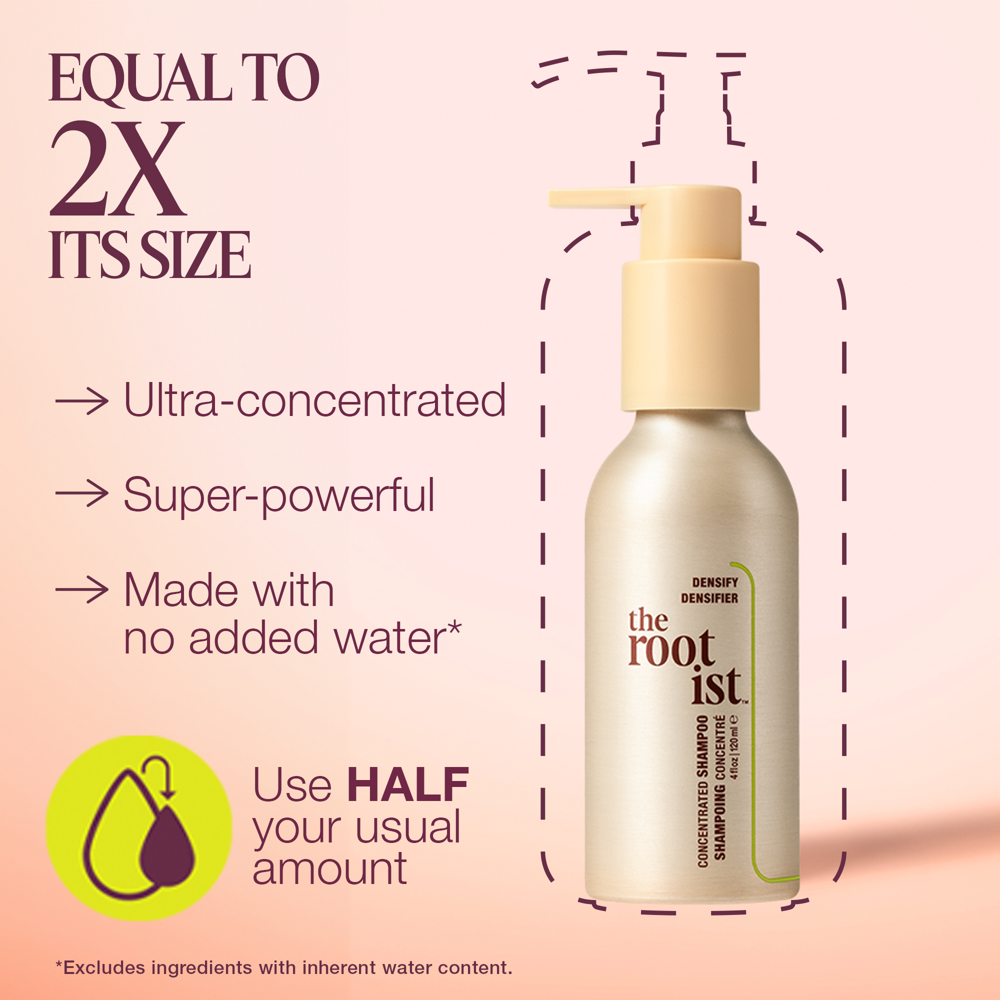 EQUAL TO
2X
ITS SIZE
Ultra-concentrated
Super-powerful
Made with
no added water*
Use HALF
your usual
amount
*Excludes ingredients with inherent water content.
DENSIFY
DENSIFIER
the
root
ist™
CONCENTRATED SHAMPOO
SHAMPOING CONCENTRÉ
4 fl oz | 120 ml ℮